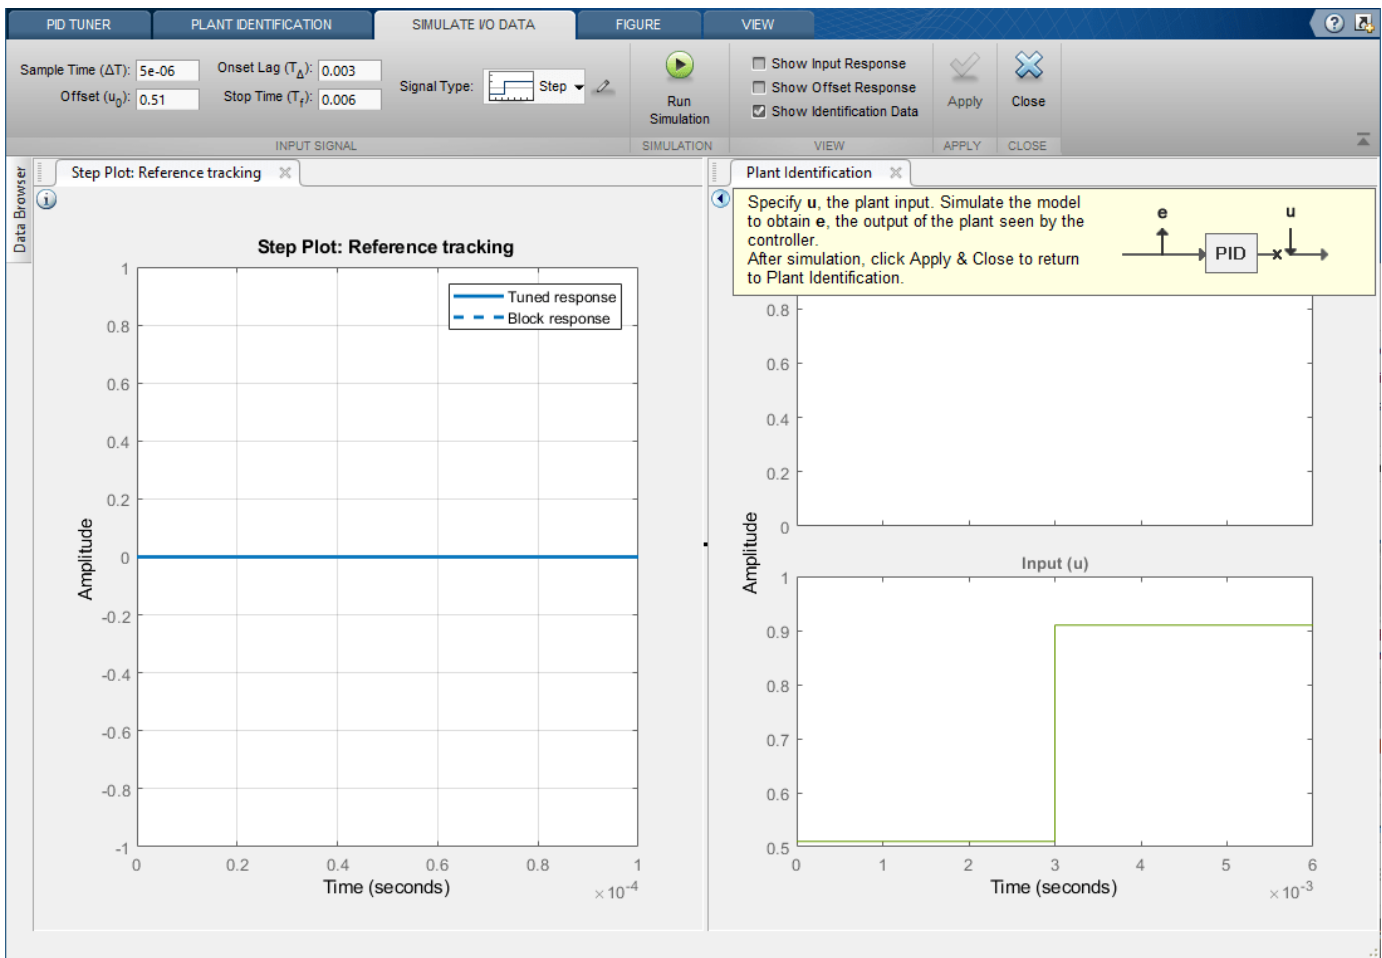 PID TUNER PLANT IDENTIFICATION SIMULATE I/O DATA FIGURE VIEW
Sample Time (ΔT): 5e-06 Onset Lag (TΔ): 0.003
Offset (u0): 0.51 Stop Time (Tf): 0.006
Signal Type: Step
Run
Simulation
Show Input Response
Show Offset Response
Show Identification Data
Apply Close
INPUT SIGNAL SIMULATION VIEW APPLY CLOSE
Data Browser
Step Plot: Reference tracking
Step Plot: Reference tracking
Tuned response
Block response
1
0.8
0.6
0.4
0.2
0
-0.2
-0.4
-0.6
-0.8
-1
Amplitude
0 0.2 0.4 0.6 0.8 1
Time (seconds)
×10-4
Plant Identification
Specify u, the plant input. Simulate the model
to obtain e, the output of the plant seen by the
controller.
After simulation, click Apply & Close to return
to Plant Identification.
e u
PID
0.8
0.6
0.4
0.2
0
Amplitude
Input (u)
1
0.9
0.8
0.7
0.6
0.5
0 1 2 3 4 5 6
Time (seconds)
×10-3